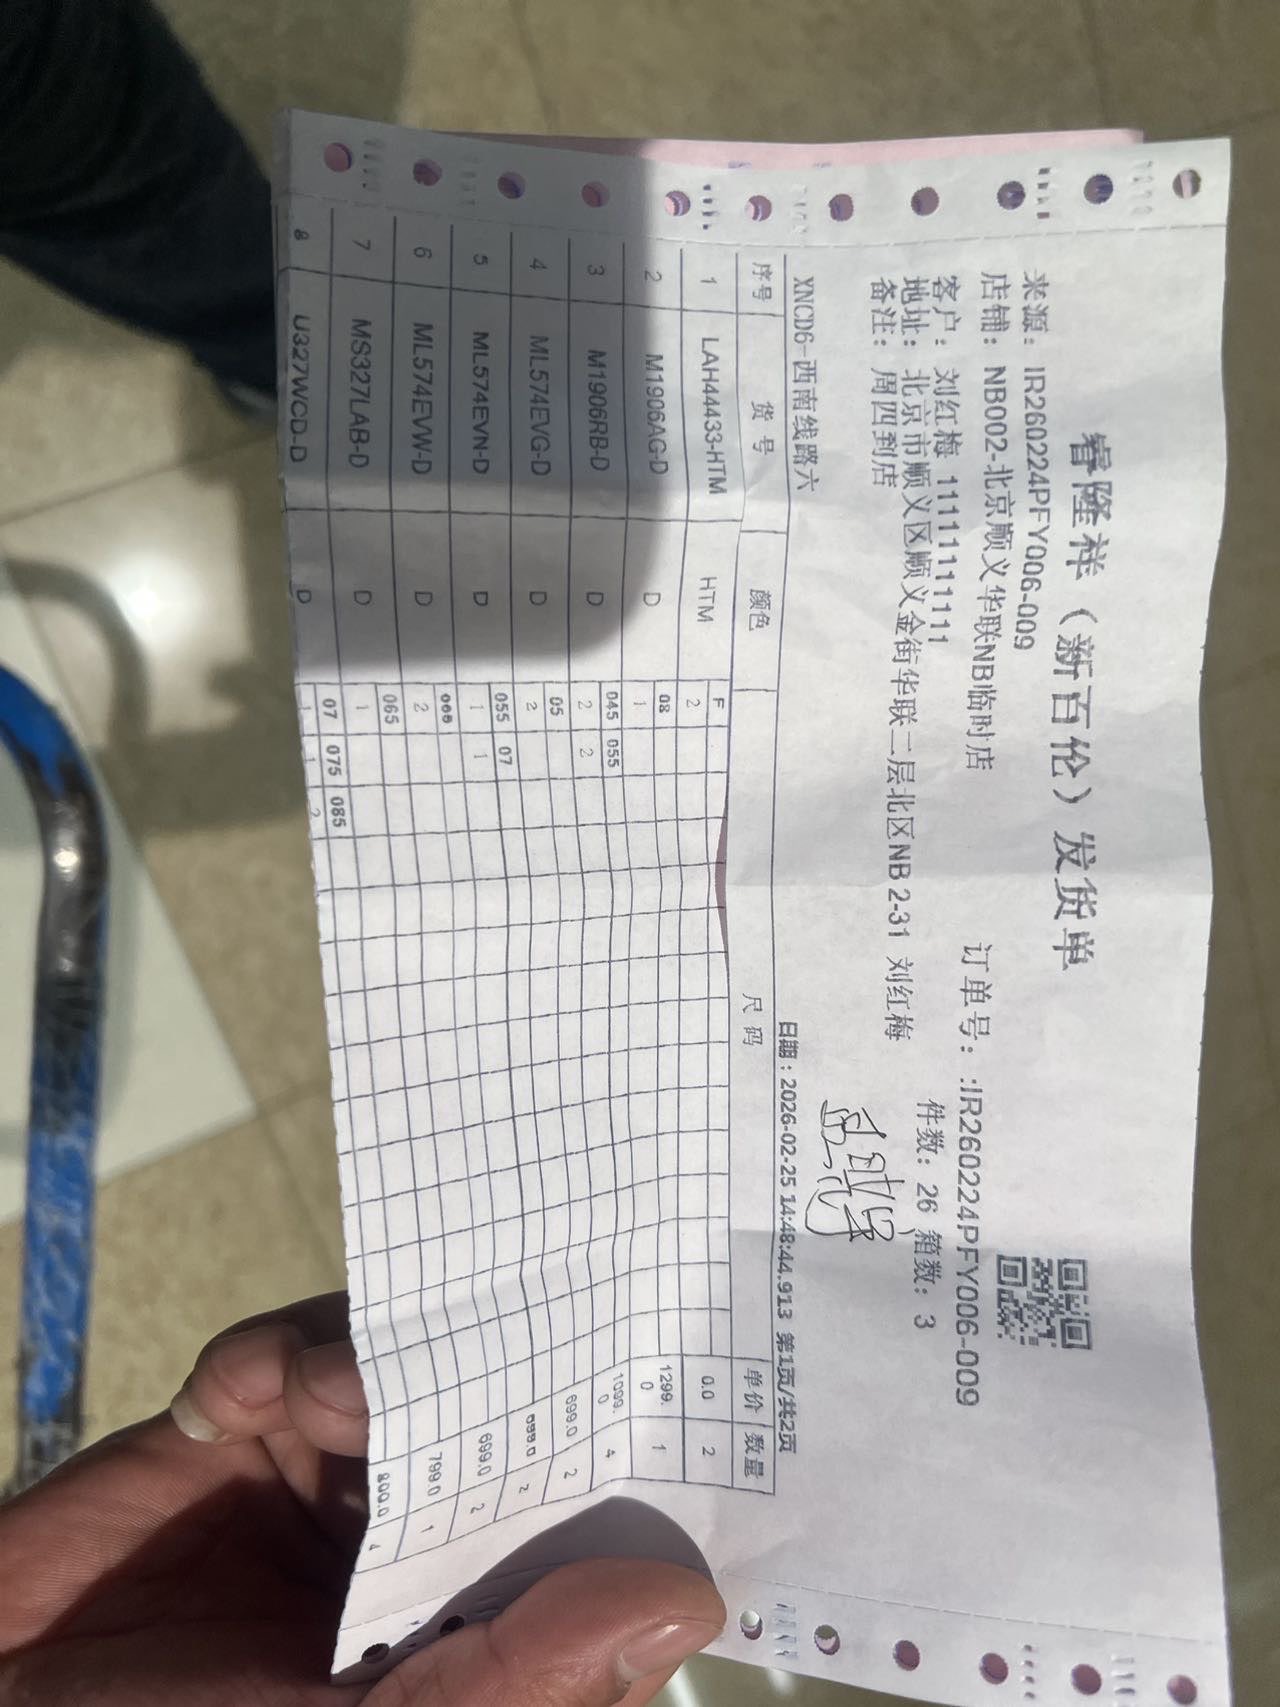 睿隆祥（新百伦）发货单
来源：IR260224PFY006-009
订单号：:IR260224PFY006-009
店铺：NB002-北京顺义华联NB临时店
件数：26 箱数：3
客户：刘红梅 11111111111
地址：北京市顺义区顺义金街华联二层北区NB 2-31 刘红梅
备注：周四到店
XNCD6-西南线路六
日期：2026-02-25 14:48:44.913 第1页/共2页
序号 货 号 颜色 尺 码 单价 数量
F
1 LAH44433-HTM HTM 2 0.0 2
08
2 M1906AG-D D 1 1299.0 1
045 055
3 M1906RB-D D 2 2 1099.0 4
05
4 ML574EVG-D D 2 699.0 2
055 07
5 ML574EVN-D D 1 1 699.0 2
6 ML574EVW-D D 2 699.0 2
065
7 MS327LAB-D D 1 799.0 1
07 075 085
8 U327WCD-D D 1 1 2 899.0 4